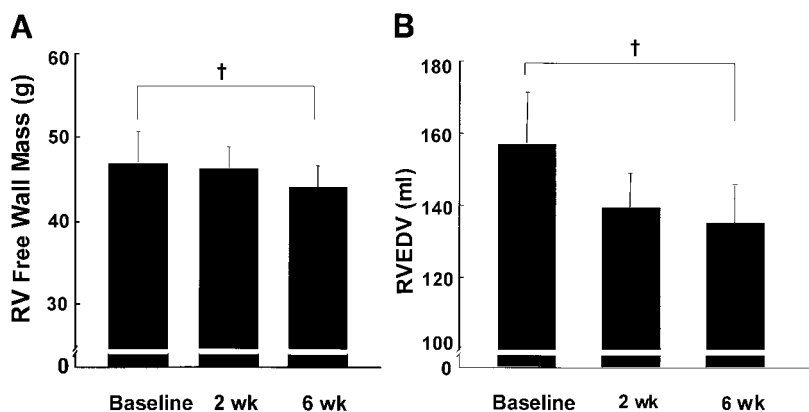 A
RV Free Wall Mass (g)
60
50
40
30
0
†
Baseline 2 wk 6 wk
B
RVEDV (ml)
180
160
140
120
100
0
†
Baseline 2 wk 6 wk